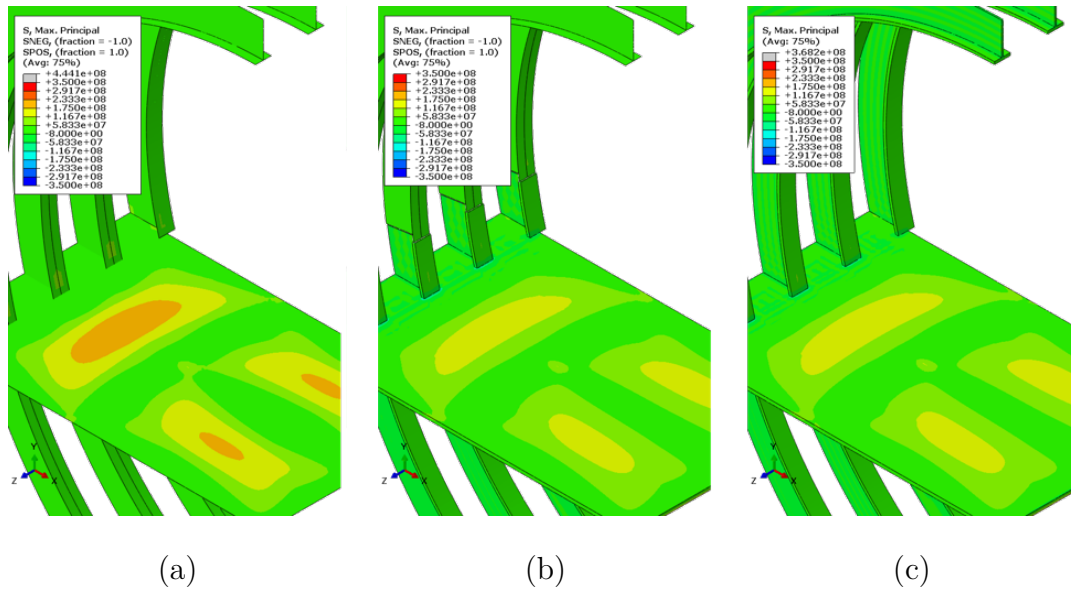 S, Max. Principal
SNEG, (fraction = -1.0)
SPOS, (fraction = 1.0)
(Avg: 75%)
+4.441e+08
+3.500e+08
+2.917e+08
+2.333e+08
+1.750e+08
+1.167e+08
+5.833e+07
-8.000e+00
-5.833e+07
-1.167e+08
-1.750e+08
-2.333e+08
-2.917e+08
-3.500e+08
Y
Z
X
S, Max. Principal
SNEG, (fraction = -1.0)
SPOS, (fraction = 1.0)
(Avg: 75%)
+3.500e+08
+2.917e+08
+2.333e+08
+1.750e+08
+1.167e+08
+5.833e+07
-8.000e+00
-5.833e+07
-1.167e+08
-1.750e+08
-2.333e+08
-2.917e+08
-3.500e+08
Y
Z
X
S, Max. Principal
(Avg: 75%)
+3.682e+08
+3.500e+08
+2.917e+08
+2.333e+08
+1.750e+08
+1.167e+08
+5.833e+07
-8.000e+00
-5.833e+07
-1.167e+08
-1.750e+08
-2.333e+08
-2.917e+08
-3.500e+08
Y
Z
X
(a)
(b)
(c)